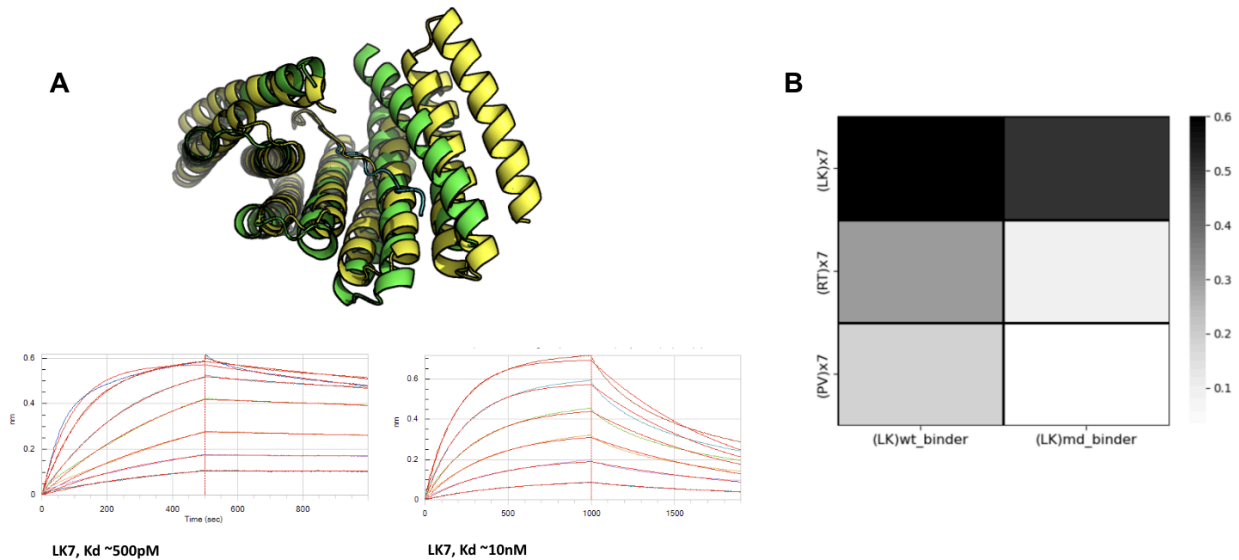 A
B
0.6
0.4
0.2
0
nm
0
200
400
600
800
Time (sec)
LK7, Kd ~500pM
0.6
0.4
0.2
0
nm
0
500
1000
1500
LK7, Kd ~10nM
(LK)x7
(RT)x7
(PV)x7
(LK)wt_binder
(LK)md_binder
0.6
0.5
0.4
0.3
0.2
0.1